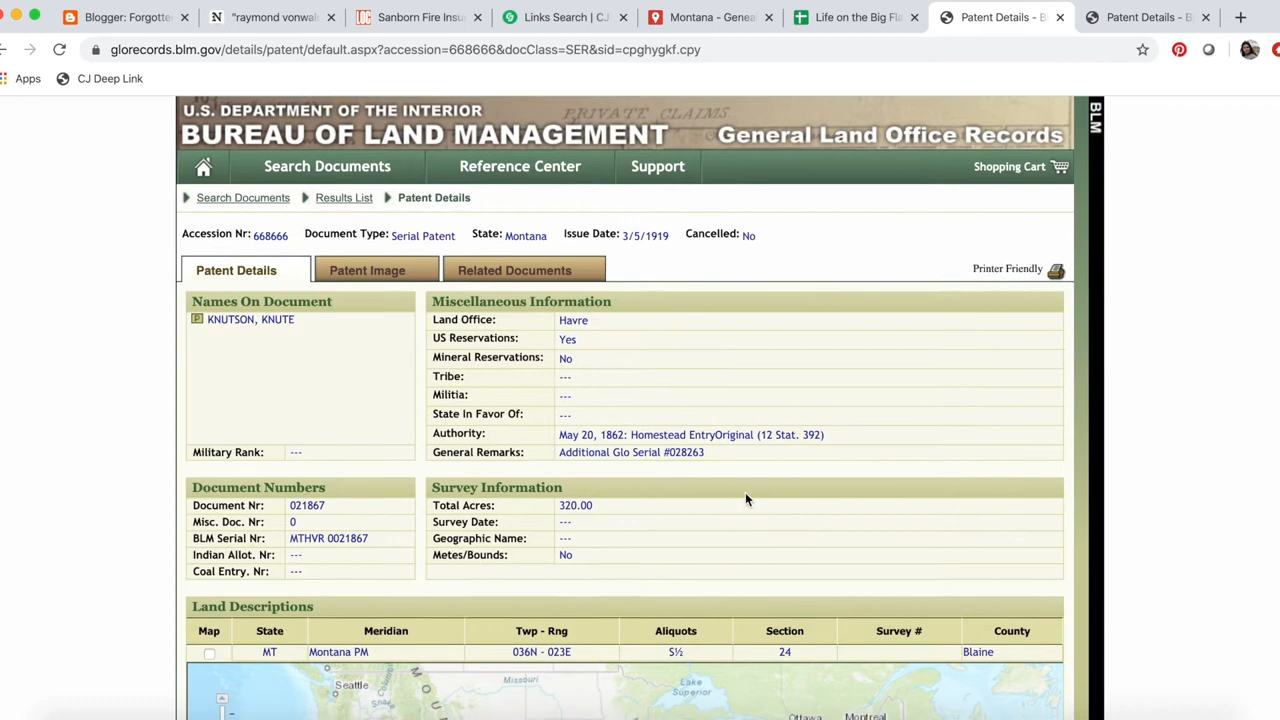 Blogger: Forgotte
"raymond vonwal
Sanborn Fire Insu
Links Search | CJ
Montana - Genea
Life on the Big Fla
Patent Details - B
Patent Details - B
glorecords.blm.gov/details/patent/default.aspx?accession=668666&docClass=SER&sid=cpghygkf.cpy
Apps
CJ Deep Link
PRIVATE CLAIMS
U.S. DEPARTMENT OF THE INTERIOR
BUREAU OF LAND MANAGEMENT
General Land Office Records
BLM
Search Documents
Reference Center
Support
Shopping Cart
Search Documents
Results List
Patent Details
Accession Nr: 668666 Document Type: Serial Patent State: Montana Issue Date: 3/5/1919 Cancelled: No
Patent Details
Patent Image
Related Documents
Printer Friendly
Names On Document
KNUTSON, KNUTE
Military Rank: ---
Miscellaneous Information
Land Office: Havre
US Reservations: Yes
Mineral Reservations: No
Tribe: ---
Militia: ---
State In Favor Of: ---
Authority: May 20, 1862: Homestead EntryOriginal (12 Stat. 392)
General Remarks: Additional Glo Serial #028263
Document Numbers
Document Nr: 021867
Misc. Doc. Nr: 0
BLM Serial Nr: MTHVR 0021867
Indian Allot. Nr: ---
Coal Entry. Nr: ---
Survey Information
Total Acres: 320.00
Survey Date: ---
Geographic Name: ---
Metes/Bounds: No
Land Descriptions
Map State Meridian Twp - Rng Aliquots Section Survey # County
MT Montana PM 036N - 023E S½ 24 Blaine
Seattle
Missouri
Lake
Superior
Ottawa
Montreal